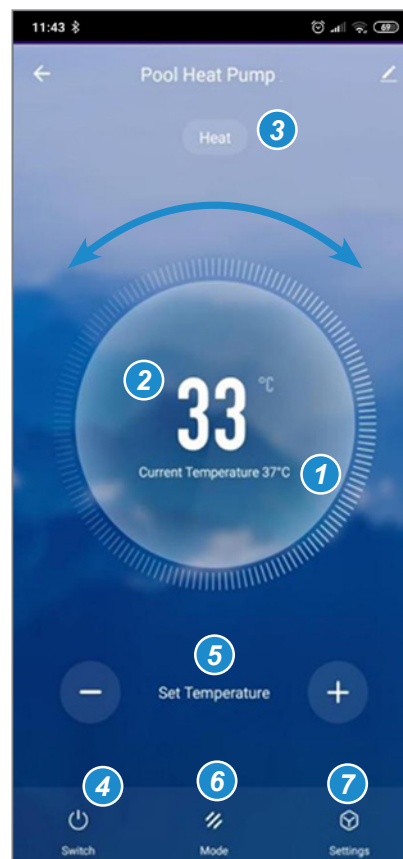 11:43 69
Pool Heat Pump
Heat 3
2
33 °C
Current Temperature 37°C 1
5
− Set Temperature +
4 6 7
Switch Mode Settings